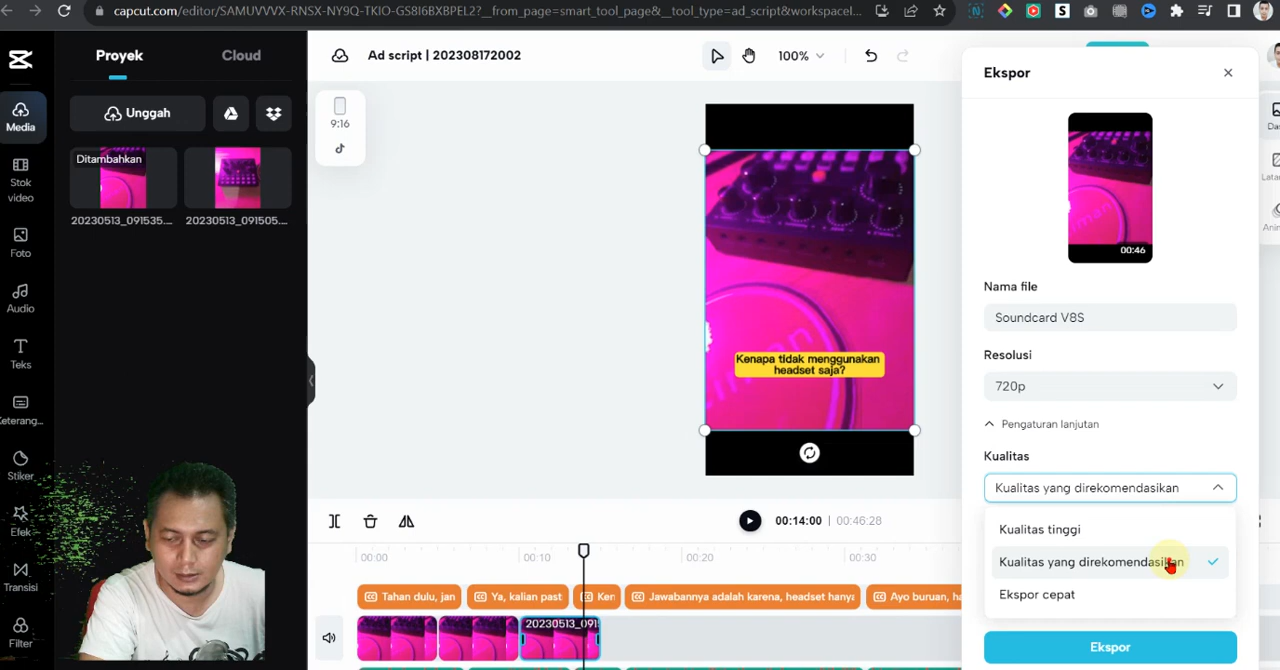 capcut.com/editor/SAMUVVVX-RNSX-NY9Q-TKIO-GS8I6BXBPEL2?__from_page=smart_tool_page&__tool_type=ad_script&workspacel...
Proyek
Cloud
Ad script | 202308172002
100%
Ekspor
Unggah
Media
9:16
Ditambahkan
20230513_091535....
20230513_091505....
Stok
video
Foto
Audio
Teks
Keterang...
Stiker
Efek
Transisi
Filter
00:46
Nama file
Soundcard V8S
Resolusi
720p
Pengaturan lanjutan
Kualitas
Kualitas yang direkomendasikan
Kualitas tinggi
Kualitas yang direkomendasikan
Ekspor cepat
Ekspor
Kenapa tidak menggunakan
headset saja?
00:14:00 | 00:46:28
00:00
00:10
00:20
00:30
Tahan dulu, jan
Ya, kalian past
Ken
Jawabannya adalah karena, headset hanya
Ayo buruan, ha
20230513_091